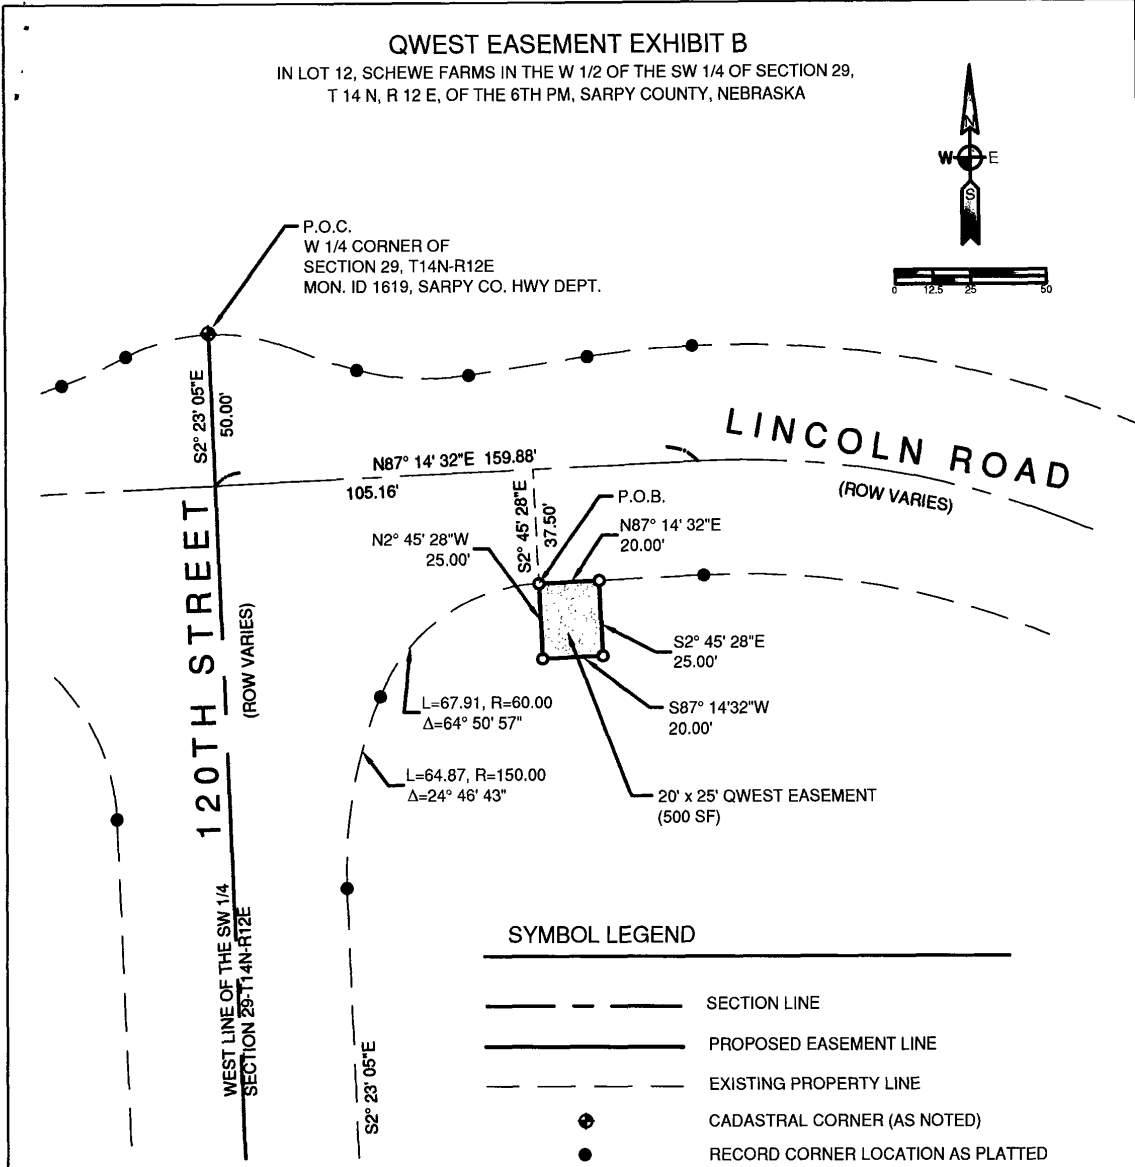 QWEST EASEMENT EXHIBIT B
IN LOT 12, SCHEWE FARMS IN THE W 1/2 OF THE SW 1/4 OF SECTION 29,
T 14 N, R 12 E, OF THE 6TH PM, SARPY COUNTY, NEBRASKA
N
W E
S
0 12.5 25 50
P.O.C.
W 1/4 CORNER OF
SECTION 29, T14N-R12E
MON. ID 1619, SARPY CO. HWY DEPT.
S2° 23' 05"E
50.00'
LINCOLN ROAD
(ROW VARIES)
N87° 14' 32"E 159.88'
105.16'
S2° 45' 28"E
37.50'
P.O.B.
N87° 14' 32"E
20.00'
N2° 45' 28"W
25.00'
120TH STREET
(ROW VARIES)
S2° 45' 28"E
25.00'
S87° 14'32"W
20.00'
L=67.91, R=60.00
Δ=64° 50' 57"
L=64.87, R=150.00
Δ=24° 46' 43"
20' x 25' QWEST EASEMENT
(500 SF)
WEST LINE OF THE SW 1/4
SECTION 29-T14N-R12E
S2° 23' 05"E
SYMBOL LEGEND
SECTION LINE
PROPOSED EASEMENT LINE
EXISTING PROPERTY LINE
CADASTRAL CORNER (AS NOTED)
RECORD CORNER LOCATION AS PLATTED